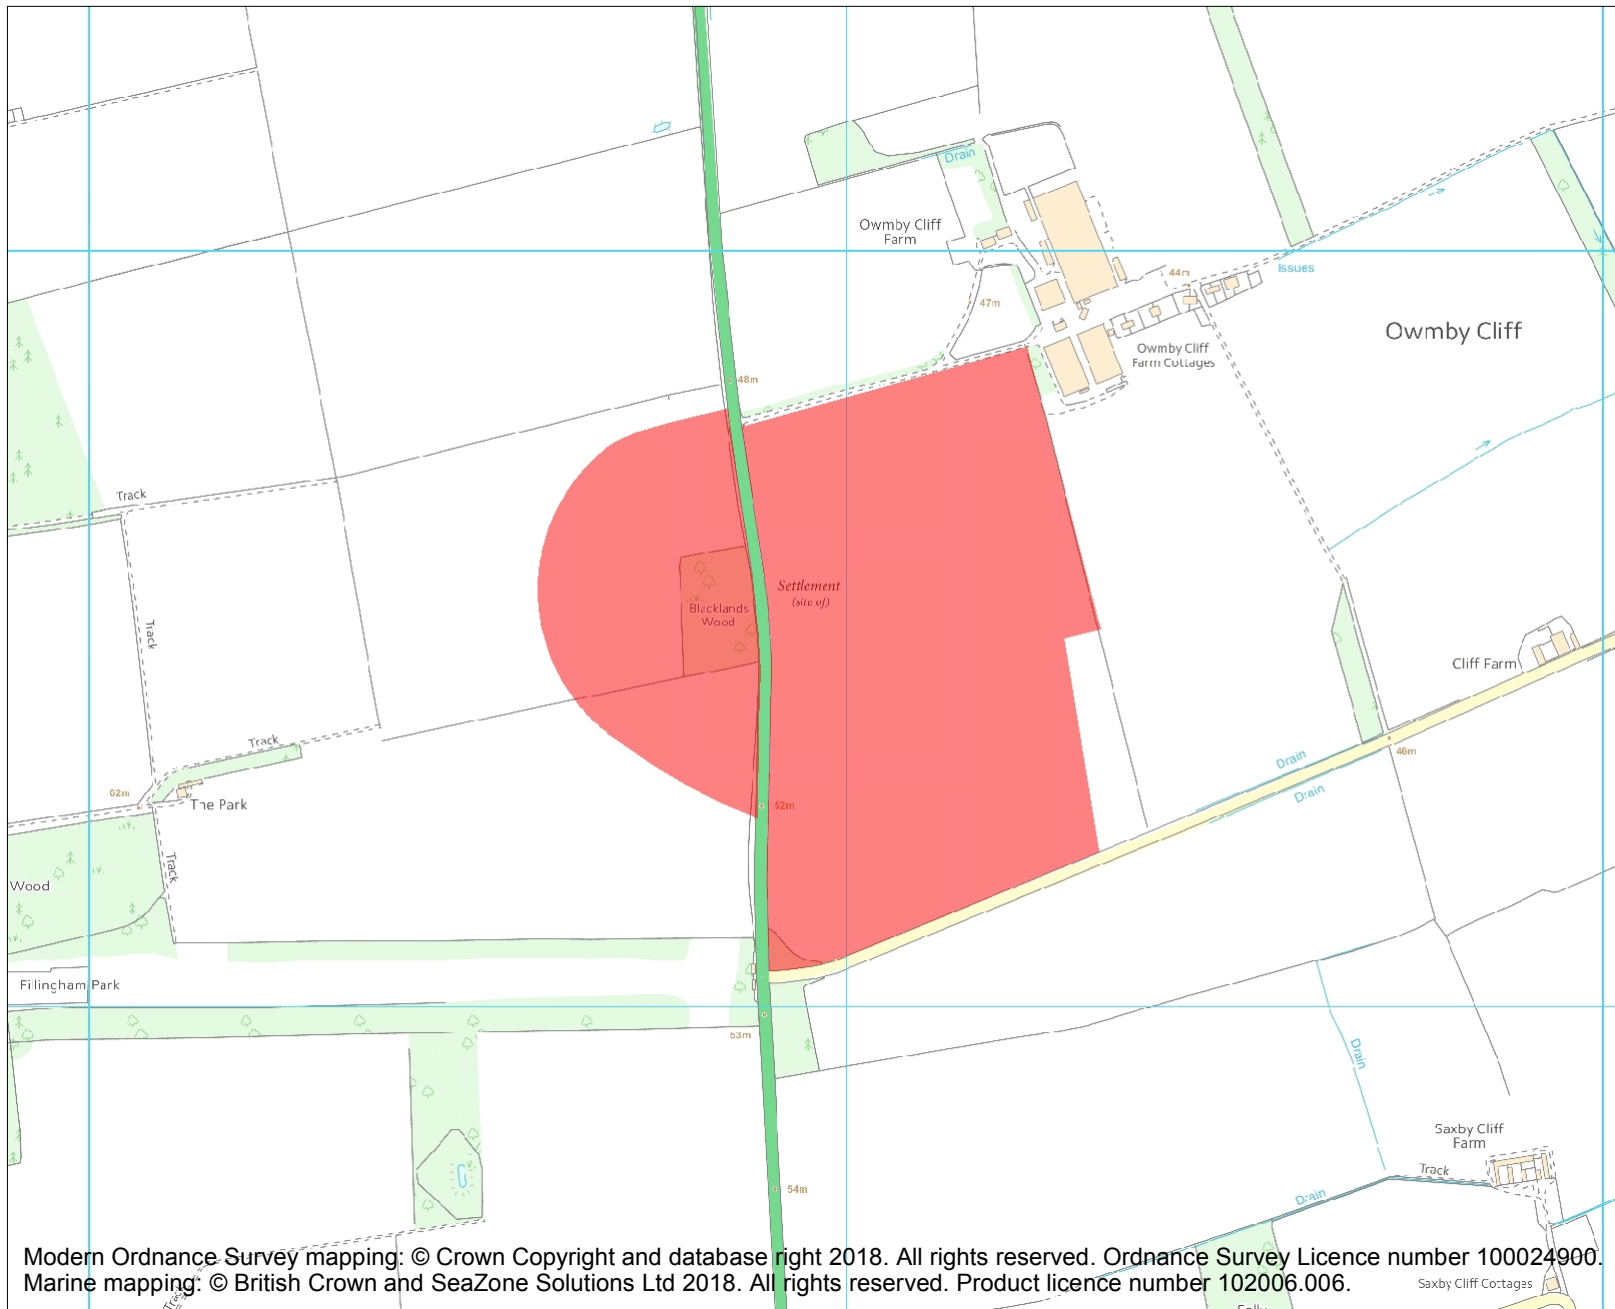 Drain
Owmby Cliff
Farm
Issues
44m
47m
Owmby Cliff
Owmby Cliff
Farm Cottages
48m
Track
Settlement
(site of)
Blacklands
Wood
Track
Cliff Farm
Track
Drain
46m
Drain
62m
The Park
52m
Track
Wood
Fillingham Park
53m
Drain
Saxby Cliff
Farm
Track
54m
Drain
Modern Ordnance Survey mapping: © Crown Copyright and database right 2018. All rights reserved. Ordnance Survey Licence number 100024900.
Marine mapping: © British Crown and SeaZone Solutions Ltd 2018. All rights reserved. Product licence number 102006.006.
Saxby Cliff Cottages